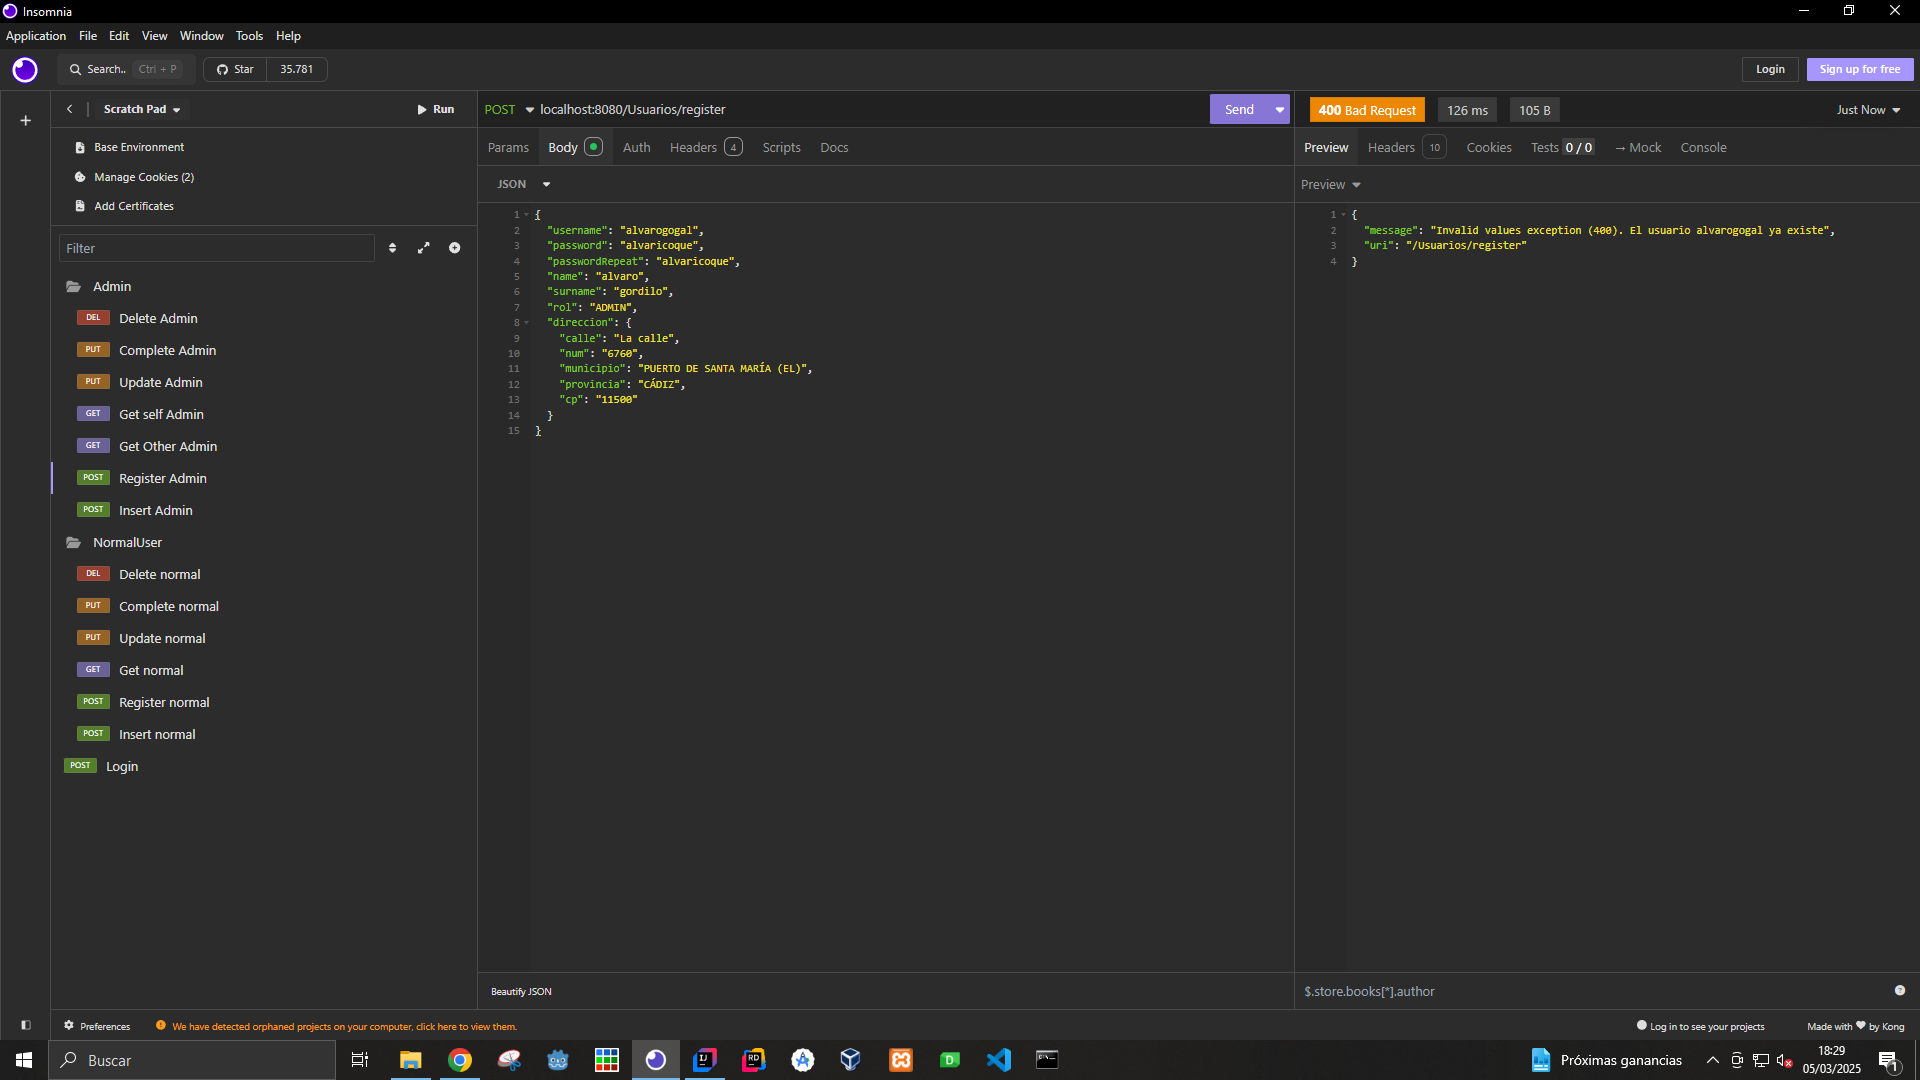 Insomnia
Application File Edit View Window Tools Help
Search.. Ctrl + P Star 35.781 Login Sign up for free
Scratch Pad Run
Base Environment
Manage Cookies (2)
Add Certificates
Filter
Admin
DEL Delete Admin
PUT Complete Admin
PUT Update Admin
GET Get self Admin
GET Get Other Admin
POST Register Admin
POST Insert Admin
NormalUser
DEL Delete normal
PUT Complete normal
PUT Update normal
GET Get normal
POST Register normal
POST Insert normal
POST Login
POST localhost:8080/Usuarios/register Send
Params Body Auth Headers 4 Scripts Docs
JSON
1 {
2 "username": "alvarogogal",
3 "password": "alvaricoque",
4 "passwordRepeat": "alvaricoque",
5 "name": "alvaro",
6 "surname": "gordilo",
7 "rol": "ADMIN",
8 "direccion": {
9 "calle": "La calle",
10 "num": "6760",
11 "municipio": "PUERTO DE SANTA MARÍA (EL)",
12 "provincia": "CÁDIZ",
13 "cp": "11500"
14 }
15 }
Beautify JSON
400 Bad Request 126 ms 105 B Just Now
Preview Headers 10 Cookies Tests 0 / 0 → Mock Console
Preview
1 {
2 "message": "Invalid values exception (400). El usuario alvarogogal ya existe",
3 "uri": "/Usuarios/register"
4 }
$.store.books[*].author
Preferences We have detected orphaned projects on your computer, click here to view them. Log in to see your projects Made with ♥ by Kong
Buscar Próximas ganancias 18:29
05/03/2025 1